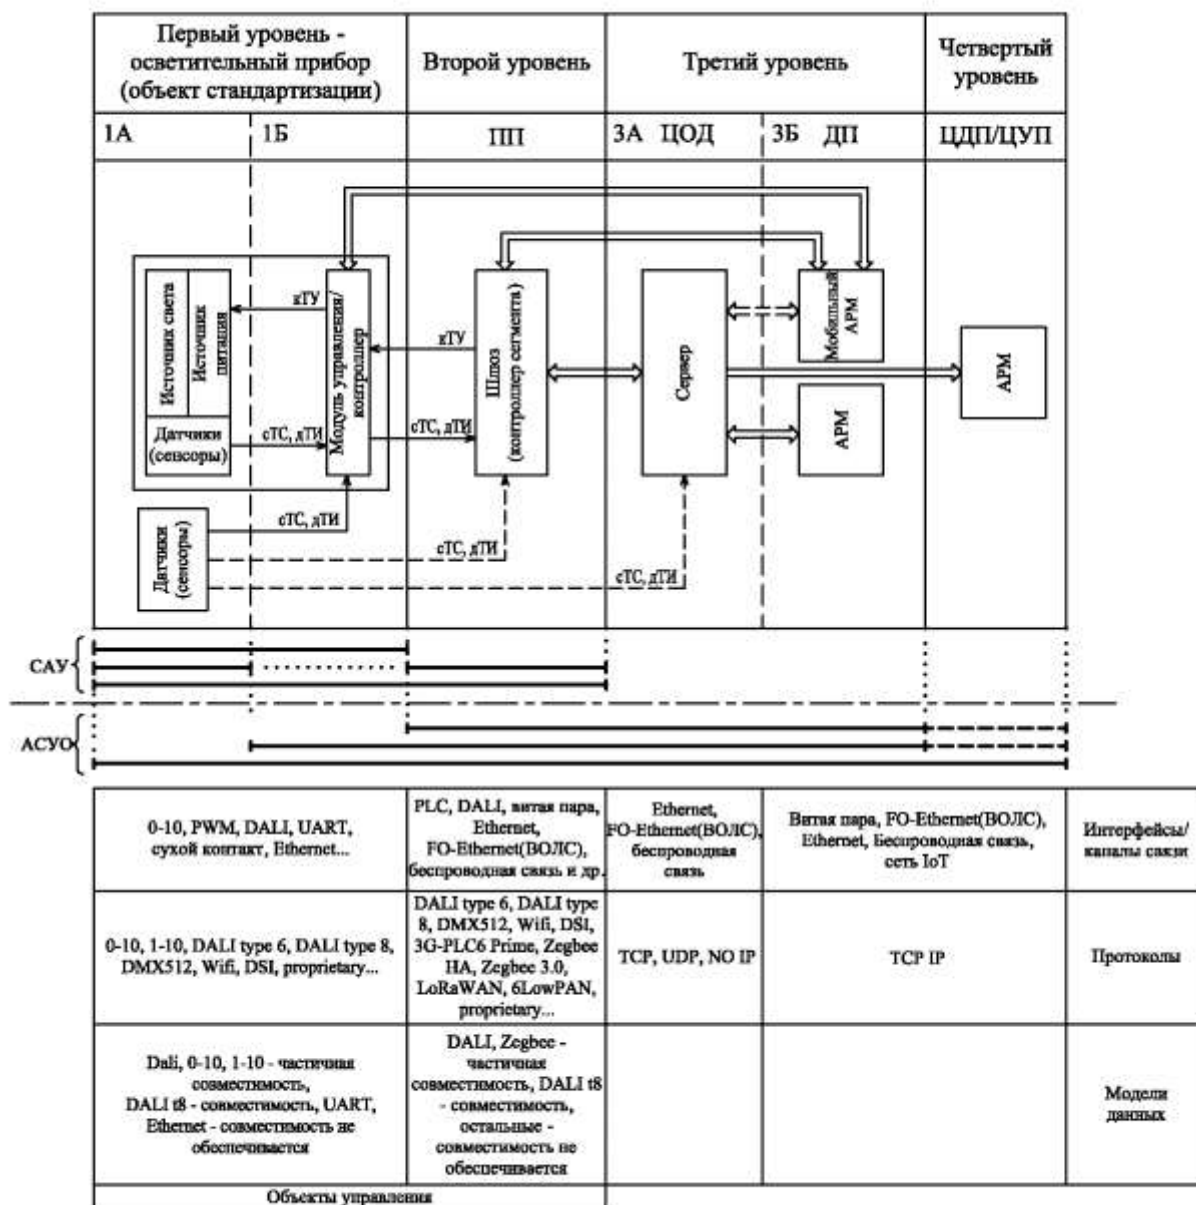 Первый уровень -
осветительный прибор
(объект стандартизации)
Второй уровень
Третий уровень
Четвертый
уровень
1А
1Б
ПП
3А ЦОД
3Б ДП
ЦДП/ЦУП
Источник света
Источник
питания
Датчики
(сенсоры)
кТУ
сТС, дТИ
Модуль управления/
контроллер
кТУ
сТС, дТИ
Шлюз
(контроллер сегмента)
Сервер
Мобильный
АРМ
АРМ
АРМ
Датчики
(сенсоры)
сТС, дТИ
сТС, дТИ
сТС, дТИ
САУ
АСУО
0-10, PWM, DALI, UART,
сухой контакт, Ethernet...
PLC, DALI, витая пара,
Ethernet,
FO-Ethernet(ВОЛС),
беспроводная связь и др.
Ethernet,
FO-Ethernet(ВОЛС),
беспроводная
связь
Витая пара, FO-Ethernet(ВОЛС),
Ethernet, Беспроводная связь,
сеть IoT
Интерфейсы/
каналы связи
0-10, 1-10, DALI type 6, DALI type 8,
DMX512, Wifi, DSI, proprietary...
DALI type 6, DALI type
8, DMX512, Wifi, DSI,
3G-PLC6 Prime, Zegbee
HA, Zegbee 3.0,
LoRaWAN, 6LowPAN,
proprietary...
TCP, UDP, NO IP
TCP IP
Протоколы
Dali, 0-10, 1-10 - частичная
совместимость,
DALI t8 - совместимость, UART,
Ethernet - совместимость не
обеспечивается
DALI, Zegbee -
частичная
совместимость, DALI t8
- совместимость,
остальные -
совместимость не
обеспечивается
Модели
данных
Объекты управления